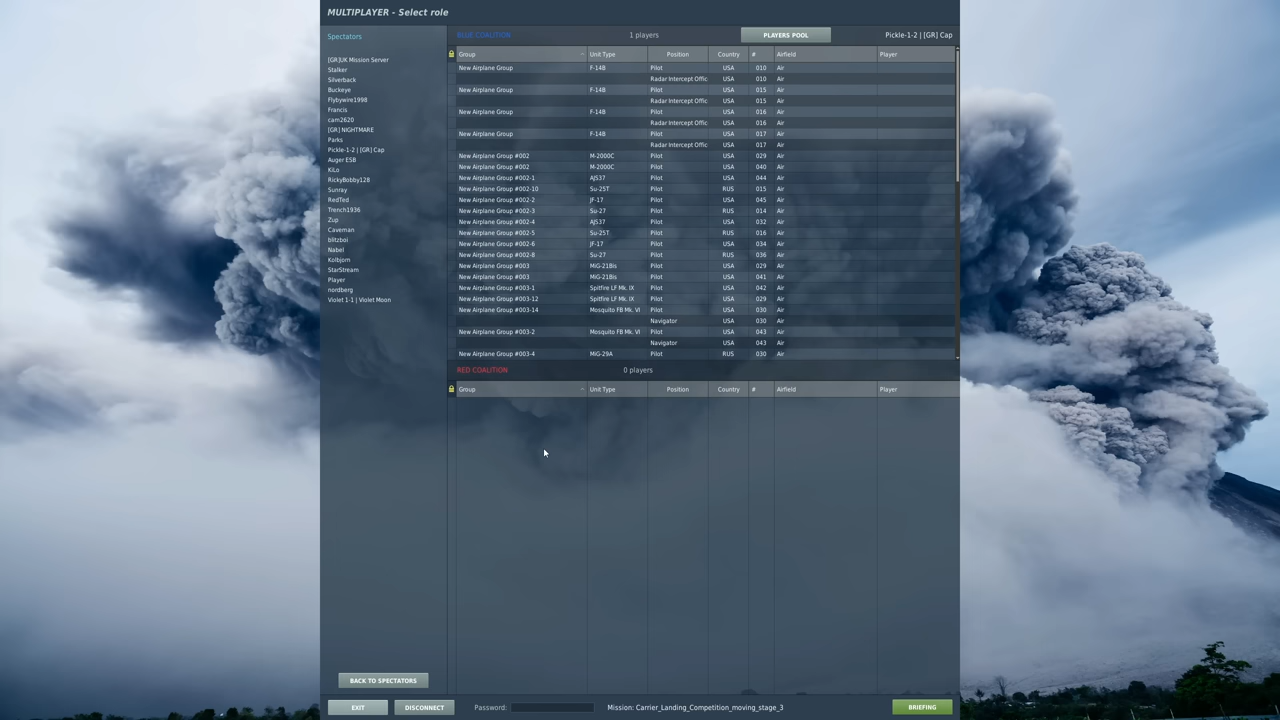 MULTIPLAYER - Select role
Spectators
[GR]UK Mission Server
Stalker
Silverback
Buckeye
Flybywire1998
Francis
cam2620
[GR] NIGHTMARE
Parks
Pickle-1-2 | [GR] Cap
Auger ESB
KiLo
RickyBobby128
Sunray
RedTed
Trench1936
Zup
Caveman
blitzboi
Nabel
Kolbjorn
StarStream
Player
nordberg
Violet 1-1 | Violet Moon
BACK TO SPECTATORS
BLUE COALITION 1 players PLAYERS POOL Pickle-1-2 | [GR] Cap
Group Unit Type Position Country # Airfield Player
New Airplane Group F-14B Pilot USA 010 Air
Radar Intercept Offic USA 010 Air
New Airplane Group F-14B Pilot USA 015 Air
Radar Intercept Offic USA 015 Air
New Airplane Group F-14B Pilot USA 016 Air
Radar Intercept Offic USA 016 Air
New Airplane Group F-14B Pilot USA 017 Air
Radar Intercept Offic USA 017 Air
New Airplane Group #002 M-2000C Pilot USA 029 Air
New Airplane Group #002 M-2000C Pilot USA 040 Air
New Airplane Group #002-1 AJS37 Pilot USA 044 Air
New Airplane Group #002-10 Su-25T Pilot RUS 015 Air
New Airplane Group #002-2 JF-17 Pilot USA 045 Air
New Airplane Group #002-3 Su-27 Pilot RUS 014 Air
New Airplane Group #002-4 AJS37 Pilot USA 032 Air
New Airplane Group #002-5 Su-25T Pilot RUS 016 Air
New Airplane Group #002-6 JF-17 Pilot USA 034 Air
New Airplane Group #002-8 Su-27 Pilot RUS 036 Air
New Airplane Group #003 MiG-21Bis Pilot USA 029 Air
New Airplane Group #003 MiG-21Bis Pilot USA 041 Air
New Airplane Group #003-1 Spitfire LF Mk. IX Pilot USA 042 Air
New Airplane Group #003-12 Spitfire LF Mk. IX Pilot USA 029 Air
New Airplane Group #003-14 Mosquito FB Mk. VI Pilot USA 030 Air
Navigator USA 030 Air
New Airplane Group #003-2 Mosquito FB Mk. VI Pilot USA 043 Air
Navigator USA 043 Air
New Airplane Group #003-4 MiG-29A Pilot RUS 030 Air
RED COALITION 0 players
Group Unit Type Position Country # Airfield Player
EXIT DISCONNECT Password: Mission: Carrier_Landing_Competition_moving_stage_3 BRIEFING